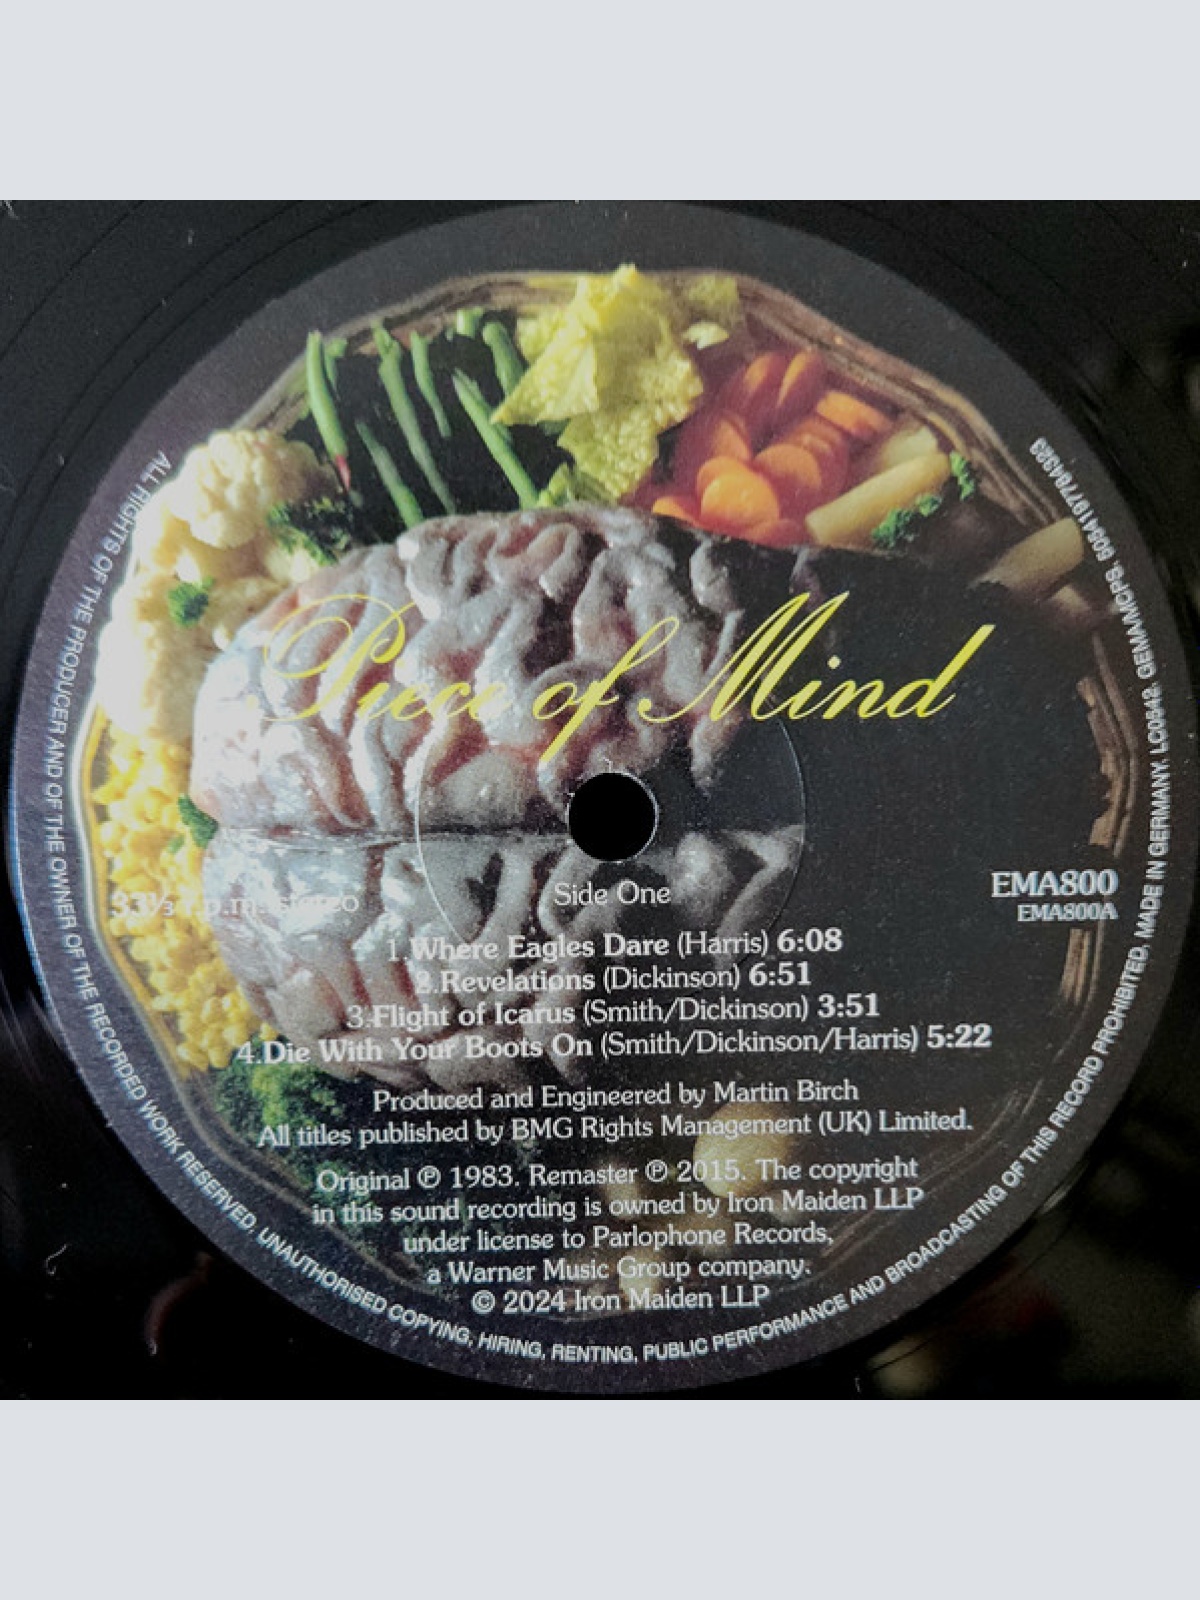 Piece of Mind
33⅓ r.p.m. stereo
Side One
EMA800
EMA800A
1.Where Eagles Dare (Harris) 6:08
2.Revelations (Dickinson) 6:51
3.Flight of Icarus (Smith/Dickinson) 3:51
4.Die With Your Boots On (Smith/Dickinson/Harris) 5:22
Produced and Engineered by Martin Birch
All titles published by BMG Rights Management (UK) Limited.
Original ℗ 1983. Remaster ℗ 2015. The copyright
in this sound recording is owned by Iron Maiden LLP
under license to Parlophone Records,
a Warner Music Group company.
© 2024 Iron Maiden LLP
ALL RIGHTS OF THE PRODUCER AND OF THE OWNER OF THE RECORDED WORK RESERVED. UNAUTHORISED COPYING, HIRING, RENTING, PUBLIC PERFORMANCE AND BROADCASTING OF THIS RECORD PROHIBITED. MADE IN GERMANY. LC0542. GEMA/MCPS.